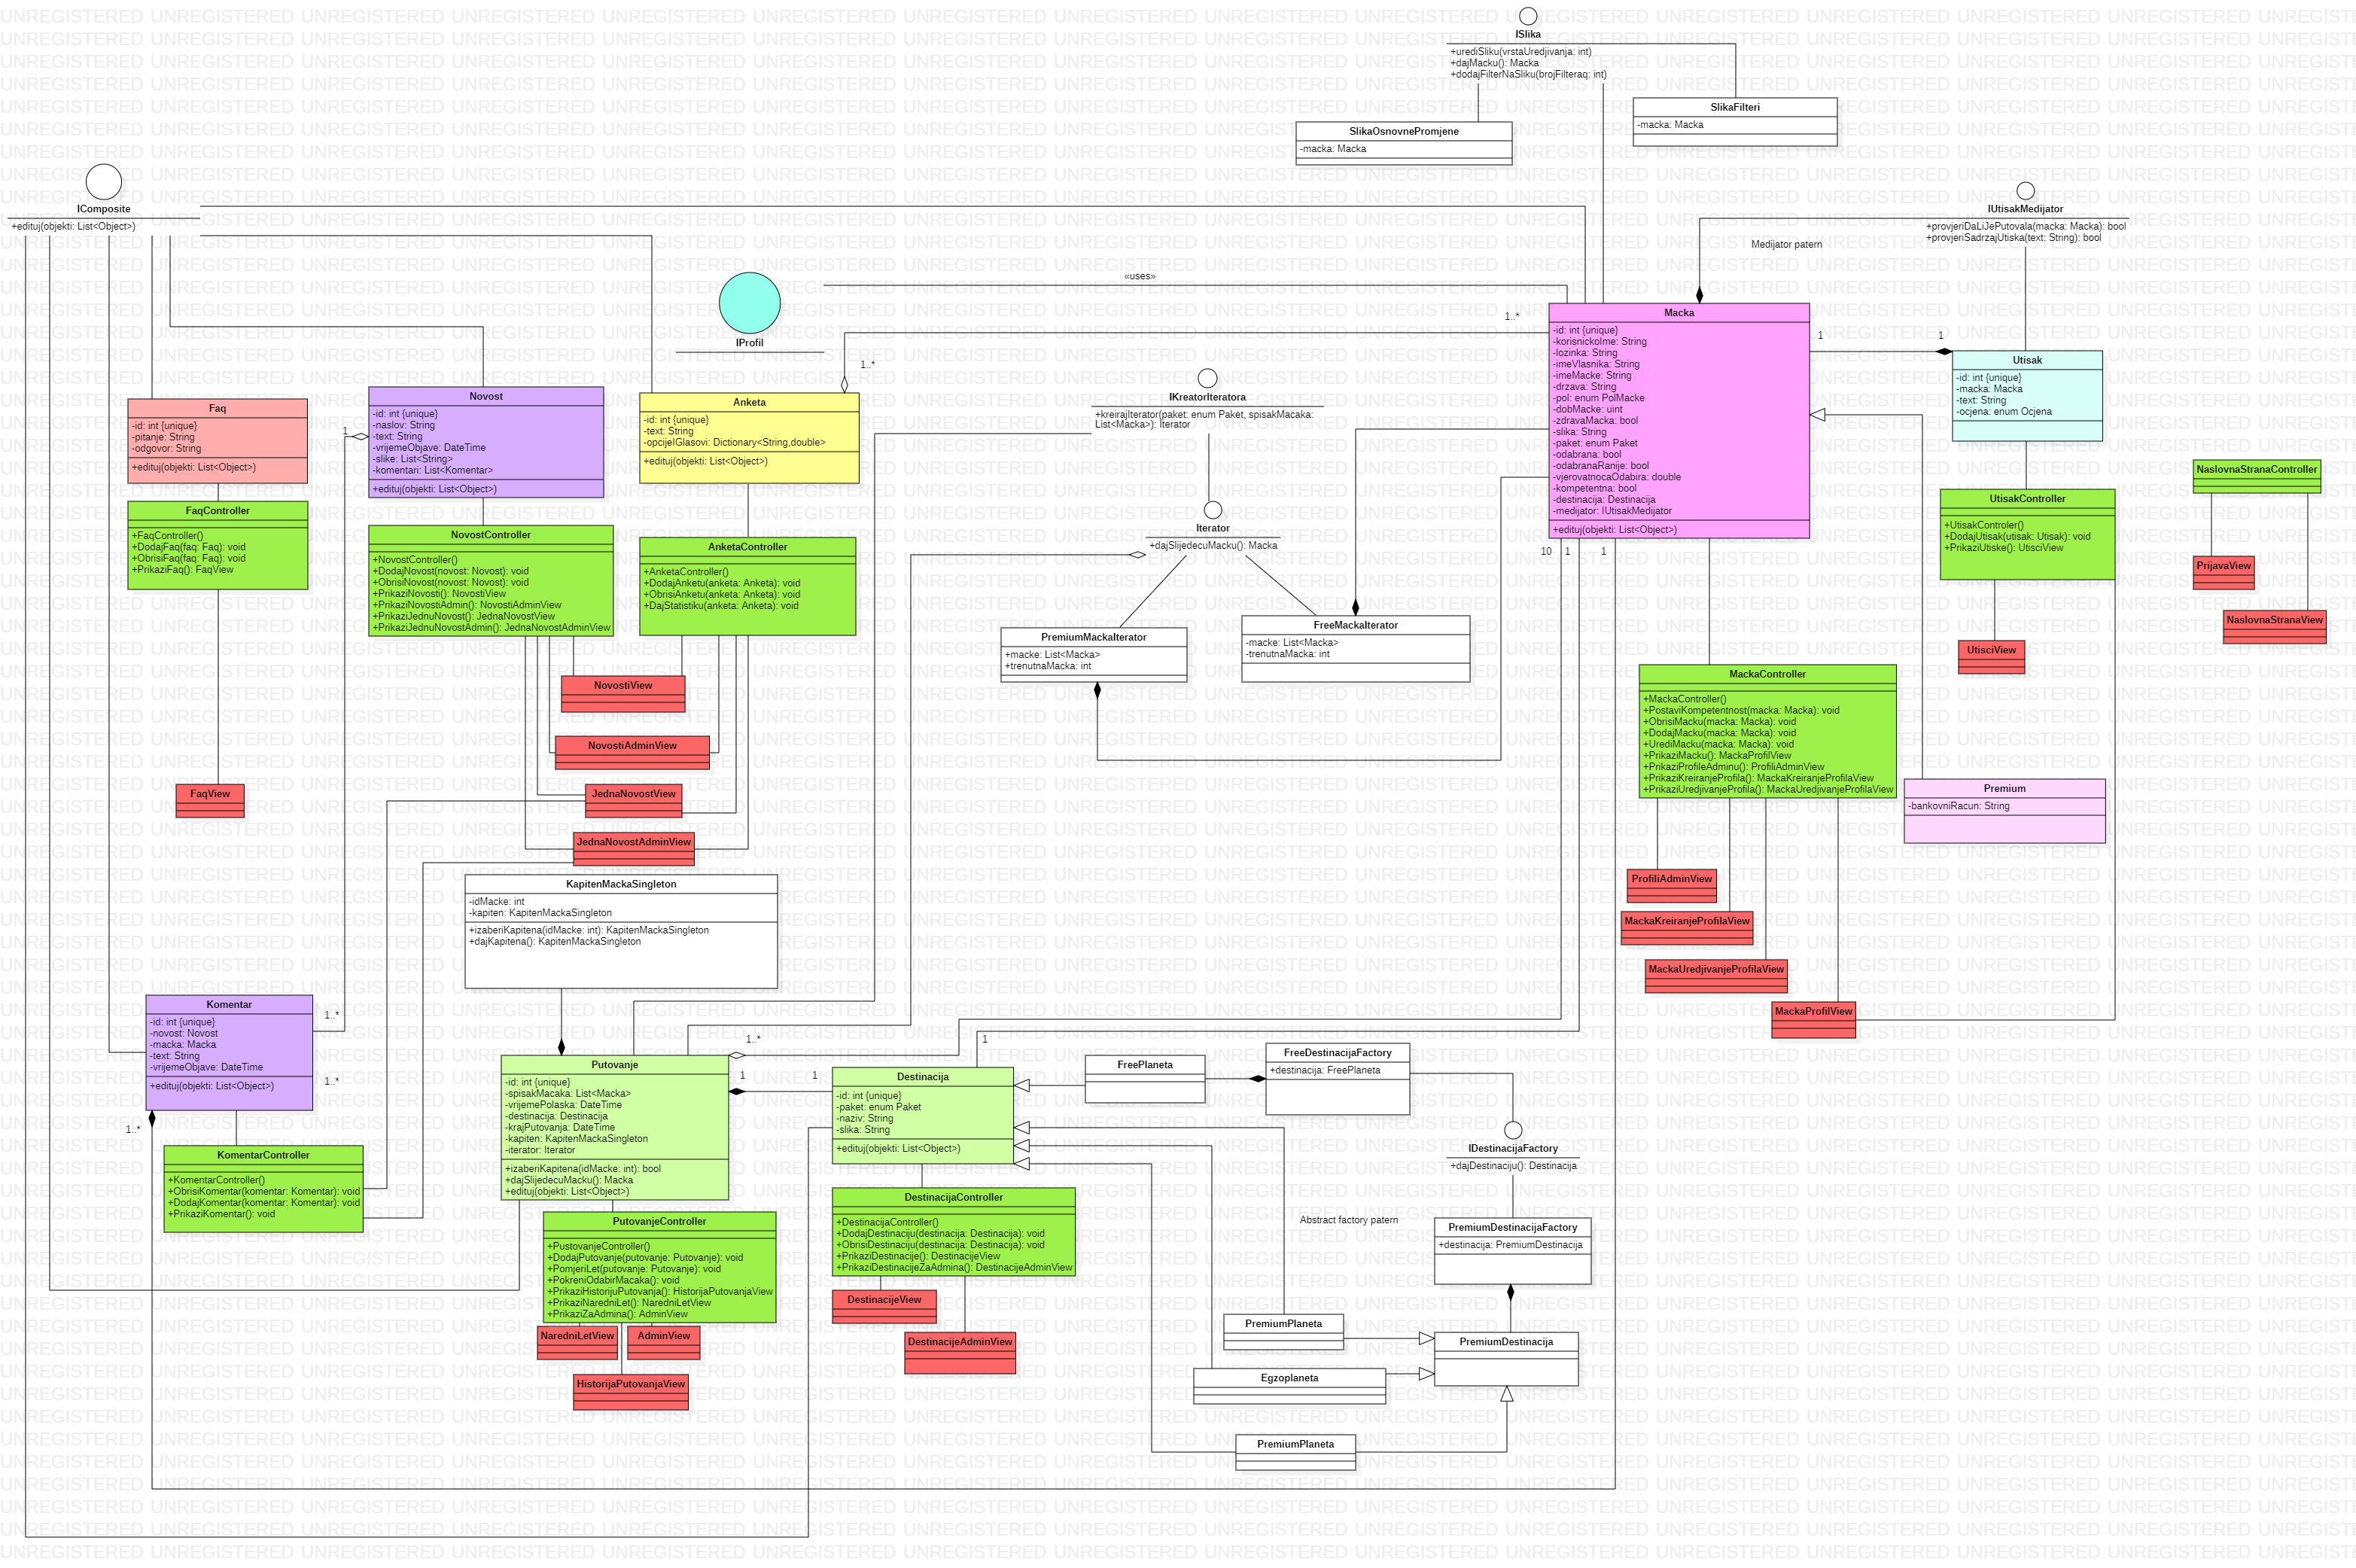 ISlika
+urediSliku(vrstaUredjivanja: int)
+dajMacku(): Macka
+dodajFilterNaSliku(brojFilteraq: int)
SlikaFilteri
-macka: Macka
SlikaOsnovnePromjene
-macka: Macka
IComposite
+edituj(objekti: List<Object>)
IUtisakMedijator
+provjeriDaLiJePutovala(macka: Macka): bool
+provjeriSadrzajUtiska(text: String): bool
Medijator patern
«uses»
IProfil
Macka
-id: int {unique}
-korisnickoIme: String
-lozinka: String
-imeVlasnika: String
-imeMacke: String
-drzava: String
-pol: enum PolMacke
-dobMacke: uint
-zdravaMacka: bool
-slika: String
-paket: enum Paket
-odabrana: bool
-odabranaRanije: bool
-vjerovatnocaOdabira: double
-kompetentna: bool
-destinacija: Destinacija
-medijator: IUtisakMedijator
+edituj(objekti: List<Object>)
1..*
1..*
1
1
Utisak
-id: int {unique}
-macka: Macka
-text: String
-ocjena: enum Ocjena
Faq
-id: int {unique}
-pitanje: String
-odgovor: String
+edituj(objekti: List<Object>)
1
Novost
-id: int {unique}
-naslov: String
-text: String
-vrijemeObjave: DateTime
-slike: List<String>
-komentari: List<Komentar>
+edituj(objekti: List<Object>)
Anketa
-id: int {unique}
-text: String
-opcijeIGlasovi: Dictionary<String,double>
+edituj(objekti: List<Object>)
IKreatorIteratora
+kreirajIterator(paket: enum Paket, spisakMacaka:
List<Macka>): Iterator
NaslovnaStranaController
FaqController
+FaqController()
+DodajFaq(faq: Faq): void
+ObrisiFaq(faq: Faq): void
+PrikaziFaq(): FaqView
NovostController
+NovostController()
+DodajNovost(novost: Novost): void
+ObrisiNovost(novost: Novost): void
+PrikaziNovosti(): NovostiView
+PrikaziNovostiAdmin(): NovostiAdminView
+PrikaziJednuNovost(): JednaNovostView
+PrikaziJednuNovostAdmin(): JednaNovostAdminView
AnketaController
+AnketaController()
+DodajAnketu(anketa: Anketa): void
+ObrisiAnketu(anketa: Anketa): void
+DajStatistiku(anketa: Anketa): void
Iterator
+dajSlijedecuMacku(): Macka
10
1
1
UtisakController
+UtisakControler()
+DodajUtisak(utisak: Utisak): void
+PrikaziUtiske(): UtisciView
PrijavaView
NaslovnaStranaView
UtisciView
PremiumMackaIterator
+macke: List<Macka>
+trenutnaMacka: int
FreeMackaIterator
-macke: List<Macka>
-trenutnaMacka: int
NovostiView
NovostiAdminView
JednaNovostView
JednaNovostAdminView
FaqView
MackaController
+MackaController()
+PostaviKompetentnost(macka: Macka): void
+ObrisiMacku(macka: Macka): void
+DodajMacku(macka: Macka): void
+UrediMacku(macka: Macka): void
+PrikaziMacku(): MackaProfilView
+PrikaziProfileAdminu(): ProfiliAdminView
+PrikaziKreiranjeProfila(): MackaKreiranjeProfilaView
+PrikaziUredjivanjeProfila(): MackaUredjivanjeProfilaView
Premium
-bankovniRacun: String
ProfiliAdminView
MackaKreiranjeProfilaView
MackaUredjivanjeProfilaView
MackaProfilView
KapitenMackaSingleton
-idMacke: int
-kapiten: KapitenMackaSingleton
+izaberiKapitena(idMacke: int): KapitenMackaSingleton
+dajKapitena(): KapitenMackaSingleton
Komentar
-id: int {unique}
-novost: Novost
-macka: Macka
-text: String
-vrijemeObjave: DateTime
+edituj(objekti: List<Object>)
1..*
1..*
1..*
KomentarController
+KomentarController()
+ObrisiKomentar(komentar: Komentar): void
+DodajKomentar(komentar: Komentar): void
+PrikaziKomentar(): void
Putovanje
-id: int {unique}
-spisakMacaka: List<Macka>
-vrijemePolaska: DateTime
-destinacija: Destinacija
-krajPutovanja: DateTime
-kapiten: KapitenMackaSingleton
-iterator: Iterator
+izaberiKapitena(idMacke: int): bool
+dajSlijedecuMacku(): Macka
+edituj(objekti: List<Object>)
1..*
1
1
1
Destinacija
-id: int {unique}
-paket: enum Paket
-naziv: String
-slika: String
+edituj(objekti: List<Object>)
FreePlaneta
FreeDestinacijaFactory
+destinacija: FreePlaneta
IDestinacijaFactory
+dajDestinaciju(): Destinacija
PutovanjeController
+PustovanjeController()
+DodajPutovanje(putovanje: Putovanje): void
+PomjeriLet(putovanje: Putovanje): void
+PokreniOdabirMacaka(): void
+PrikaziHistorijuPutovanja(): HistorijaPutovanjaView
+PrikaziNaredniLet(): NaredniLetView
+PrikaziZaAdmina(): AdminView
DestinacijaController
+DestinacijaController()
+DodajDestinaciju(destinacija: Destinacija): void
+ObrisiDestinaciju(destinacija: Destinacija): void
+PrikaziDestinacije(): DestinacijeView
+PrikaziDestinacijeZaAdmina(): DestinacijeAdminView
Abstract factory patern
PremiumDestinacijaFactory
+destinacija: PremiumDestinacija
DestinacijeView
DestinacijeAdminView
NaredniLetView
AdminView
HistorijaPutovanjaView
PremiumPlaneta
PremiumDestinacija
Egzoplaneta
PremiumPlaneta
UNREGISTERED